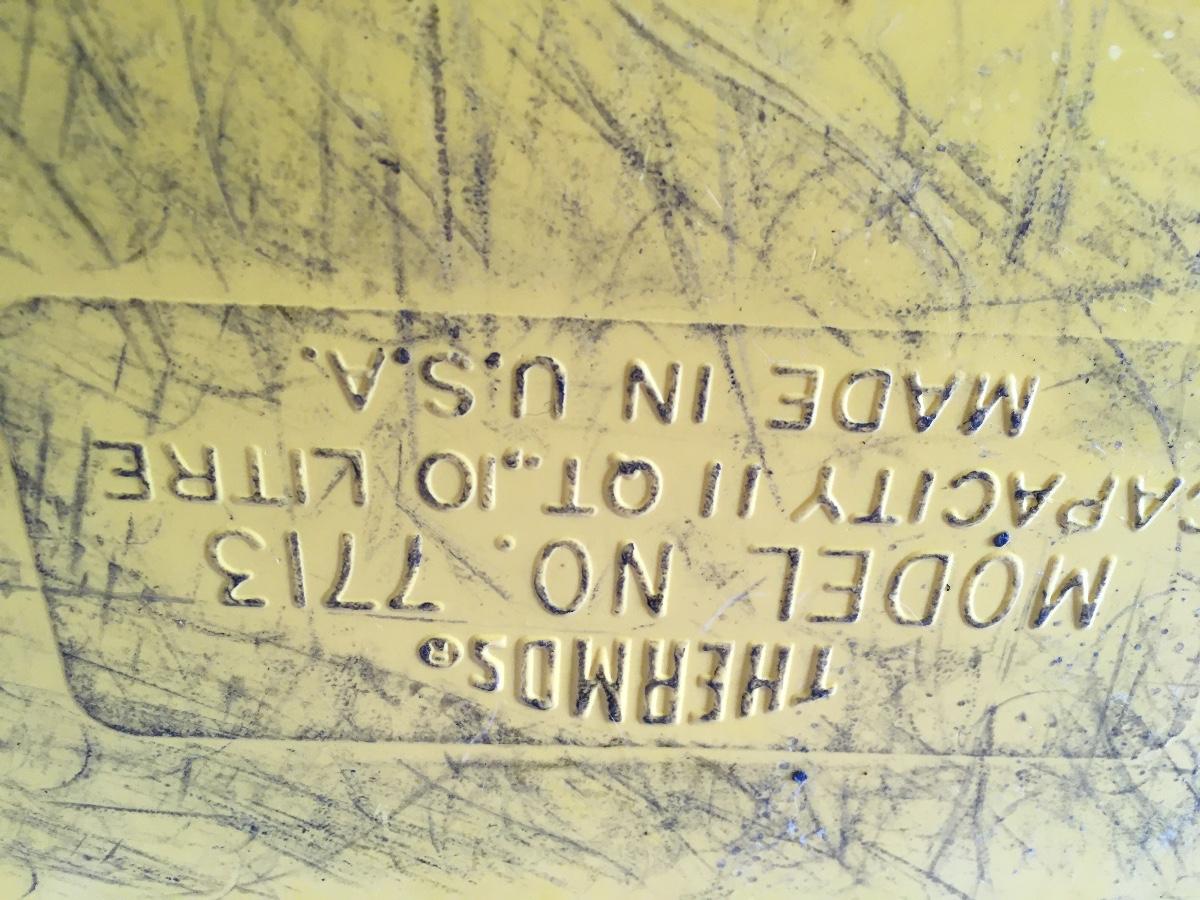 THERMOS®
MODEL NO. 7713
CAPACITY 11 QT., 10 LITRE
MADE IN U.S.A.